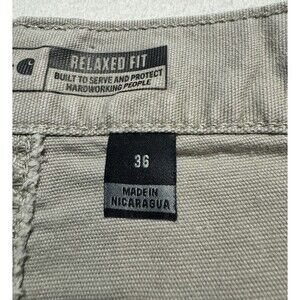 RELAXED FIT
BUILT TO SERVE AND PROTECT
HARDWORKING PEOPLE
36
MADE IN
NICARAGUA